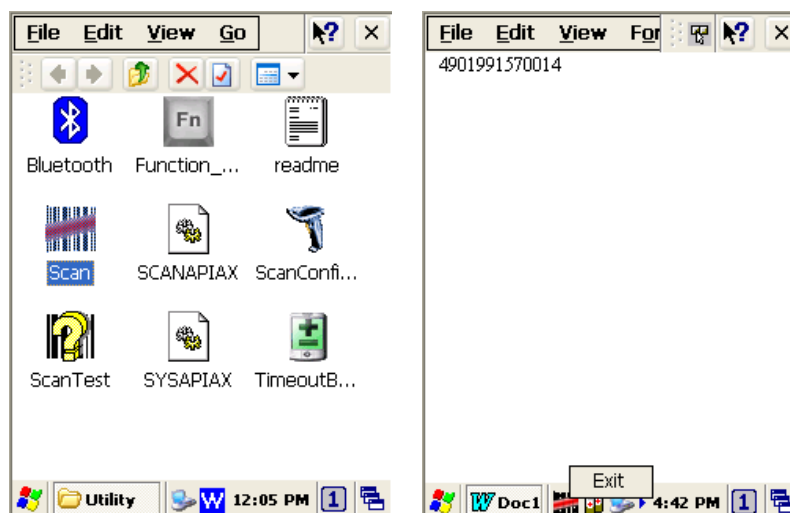 File Edit View Go
Fn
Bluetooth Function_... readme
Scan SCANAPIAX ScanConfi...
ScanTest SYSAPIAX TimeoutB...
Utility W 12:05 PM 1
File Edit View For
4901991570014
Exit
W Doc1 4:42 PM 1